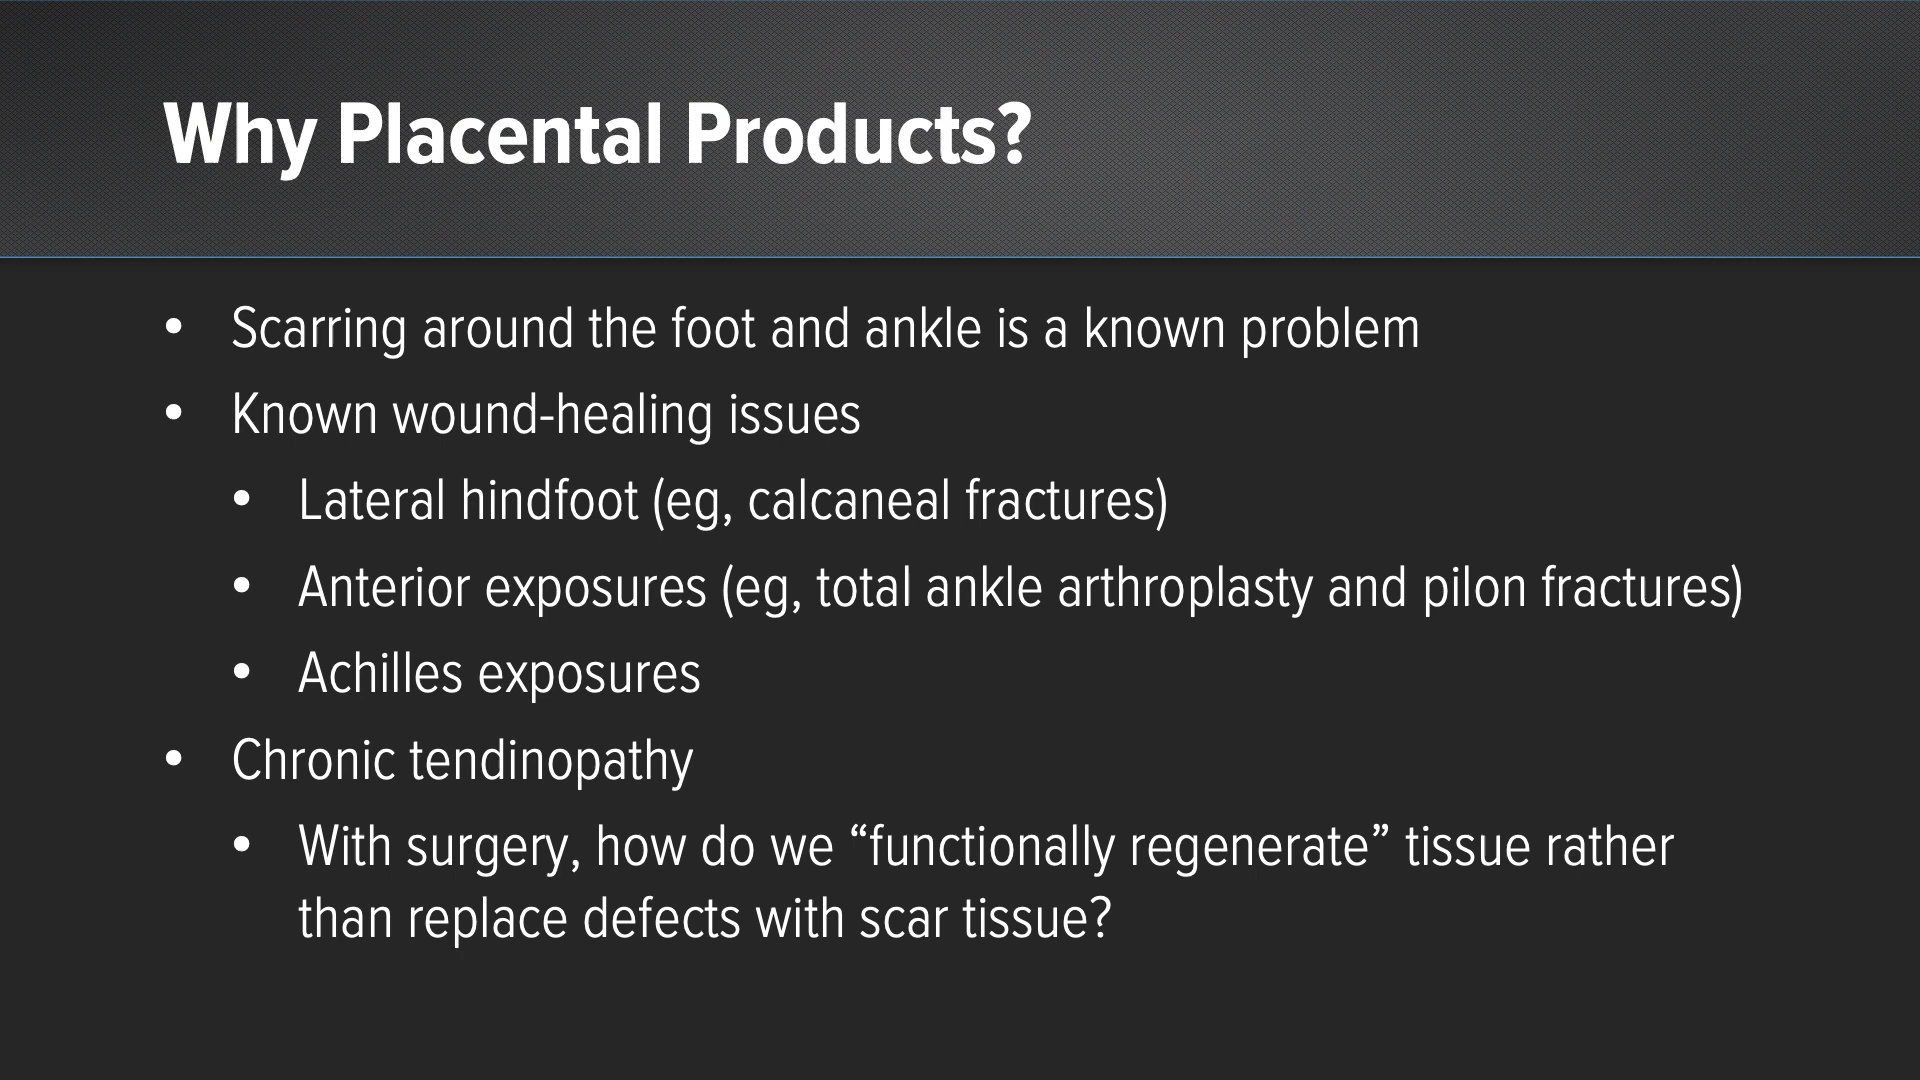 Why Placental Products?
• Scarring around the foot and ankle is a known problem
• Known wound-healing issues
• Lateral hindfoot (eg, calcaneal fractures)
• Anterior exposures (eg, total ankle arthroplasty and pilon fractures)
• Achilles exposures
• Chronic tendinopathy
• With surgery, how do we “functionally regenerate” tissue rather
than replace defects with scar tissue?